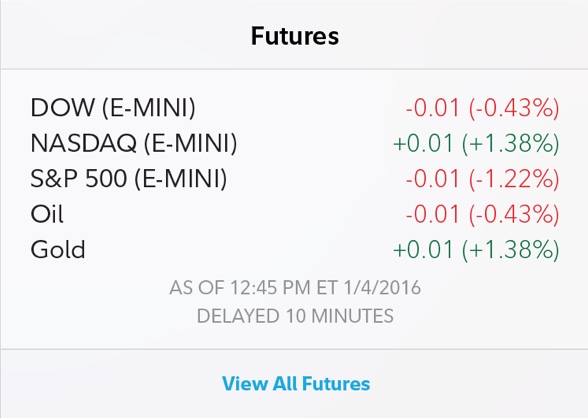 Futures
DOW (E-MINI) -0.01 (-0.43%)
NASDAQ (E-MINI) +0.01 (+1.38%)
S&P 500 (E-MINI) -0.01 (-1.22%)
Oil -0.01 (-0.43%)
Gold +0.01 (+1.38%)
AS OF 12:45 PM ET 1/4/2016
DELAYED 10 MINUTES
View All Futures